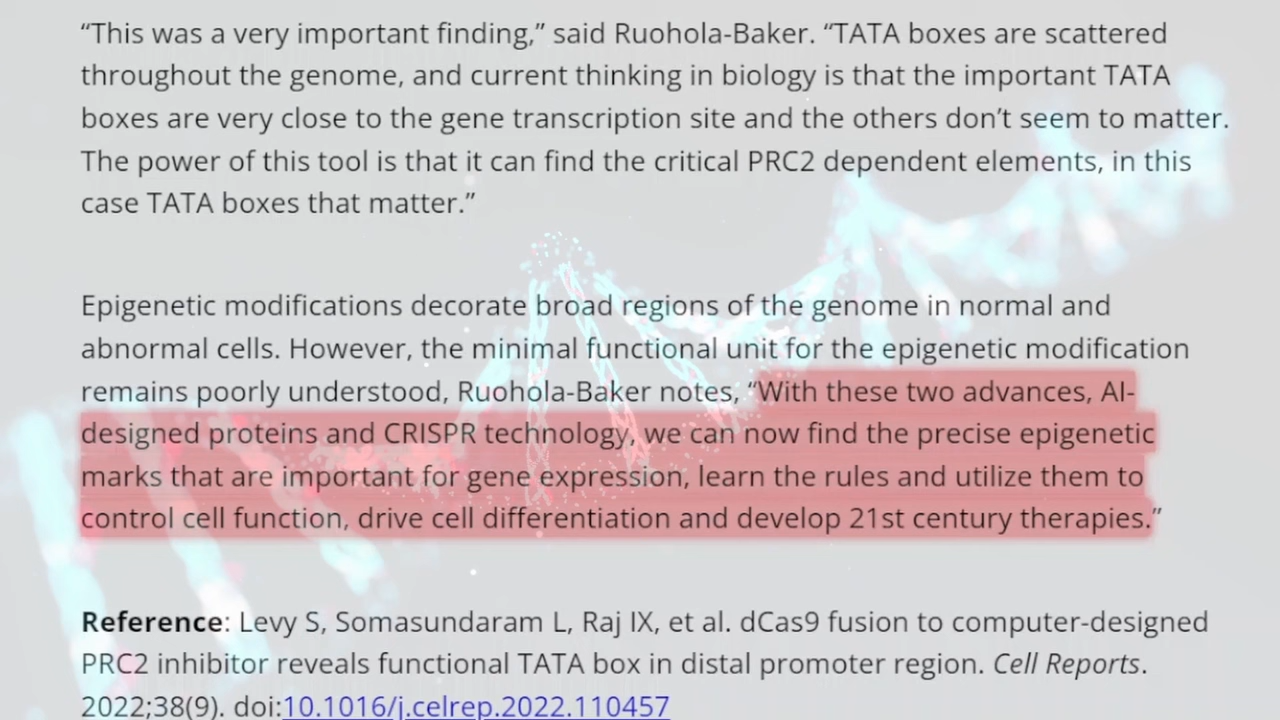 “This was a very important finding,” said Ruohola-Baker. “TATA boxes are scattered
throughout the genome, and current thinking in biology is that the important TATA
boxes are very close to the gene transcription site and the others don’t seem to matter.
The power of this tool is that it can find the critical PRC2 dependent elements, in this
case TATA boxes that matter.”
Epigenetic modifications decorate broad regions of the genome in normal and
abnormal cells. However, the minimal functional unit for the epigenetic modification
remains poorly understood, Ruohola-Baker notes, “With these two advances, AI-
designed proteins and CRISPR technology, we can now find the precise epigenetic
marks that are important for gene expression, learn the rules and utilize them to
control cell function, drive cell differentiation and develop 21st century therapies.”
Reference: Levy S, Somasundaram L, Raj IX, et al. dCas9 fusion to computer-designed
PRC2 inhibitor reveals functional TATA box in distal promoter region. Cell Reports.
2022;38(9). doi:10.1016/j.celrep.2022.110457